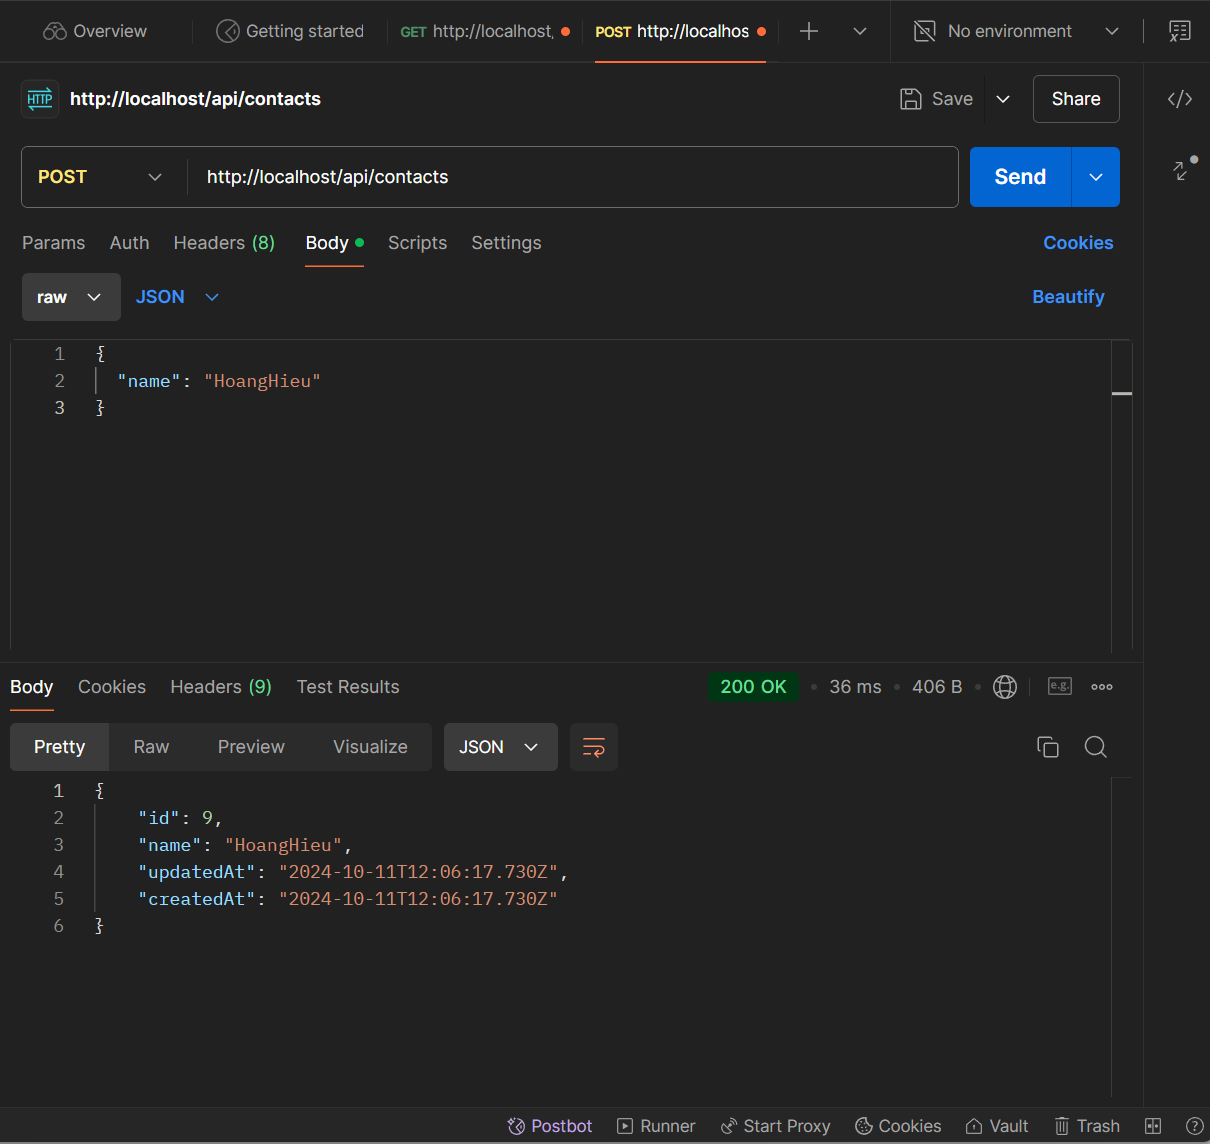 Overview Getting started GET http://localhost, POST http://localhos No environment
HTTP http://localhost/api/contacts Save Share
POST http://localhost/api/contacts Send
Params Auth Headers (8) Body Scripts Settings Cookies
raw JSON Beautify
1 {
2 "name": "HoangHieu"
3 }
Body Cookies Headers (9) Test Results 200 OK 36 ms 406 B e.g.
Pretty Raw Preview Visualize JSON
1 {
2 "id": 9,
3 "name": "HoangHieu",
4 "updatedAt": "2024-10-11T12:06:17.730Z",
5 "createdAt": "2024-10-11T12:06:17.730Z"
6 }
Postbot Runner Start Proxy Cookies Vault Trash